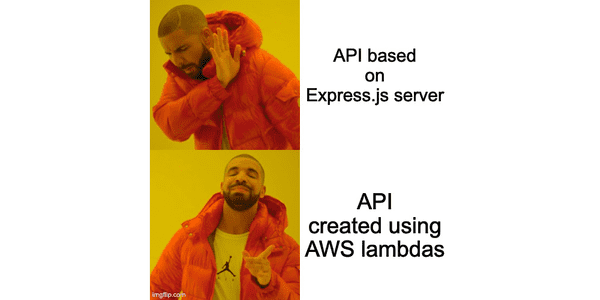 API based
on
Express.js server
API
created using
AWS lambdas
imgflip.com